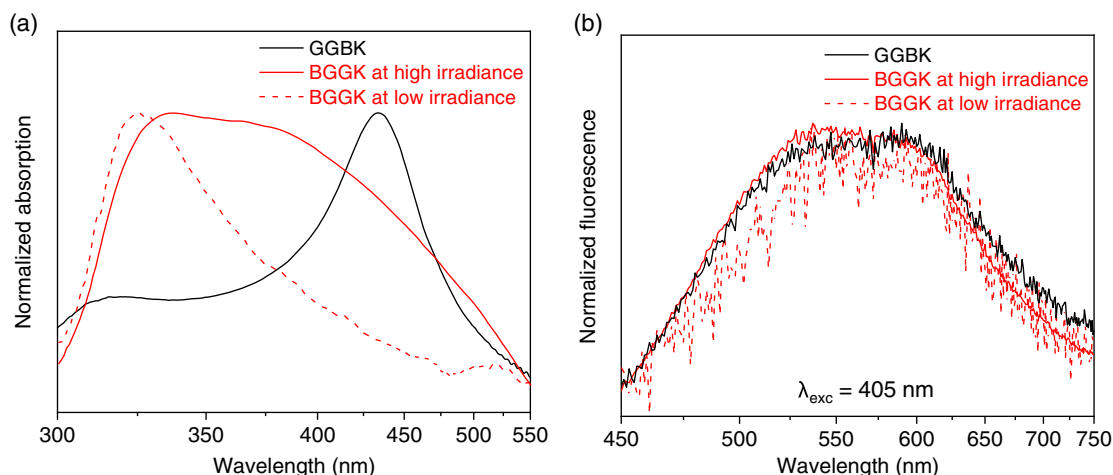 (a)
GGBK
BGGK at high irradiance
BGGK at low irradiance
Normalized absorption
300 350 400 450 500 550
Wavelength (nm)
(b)
GGBK
BGGK at high irradiance
BGGK at low irradiance
Normalized fluorescence
λexc = 405 nm
450 500 550 600 650 700 750
Wavelength (nm)